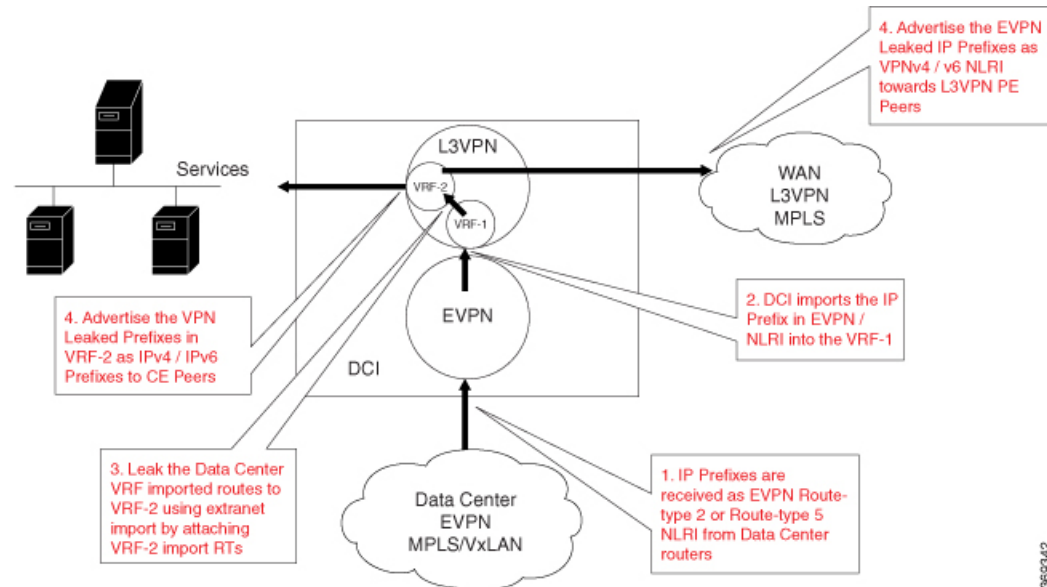 4. Advertise the EVPN
Leaked IP Prefixes as
VPNv4 / v6 NLRI
towards L3VPN PE
Peers
L3VPN
Services
VRF-2
VRF-1
WAN
L3VPN
MPLS
4. Advertise the VPN
Leaked Prefixes in
VRF-2 as IPv4 / IPv6
Prefixes to CE Peers
EVPN
DCI
2. DCI imports the IP
Prefix in EVPN /
NLRI into the VRF-1
3. Leak the Data Center
VRF imported routes to
VRF-2 using extranet
import by attaching
VRF-2 import RTs
Data Center
EVPN
MPLS/VxLAN
1. IP Prefixes are
received as EVPN Route-
type 2 or Route-type 5
NLRI from Data Center
routers
369342